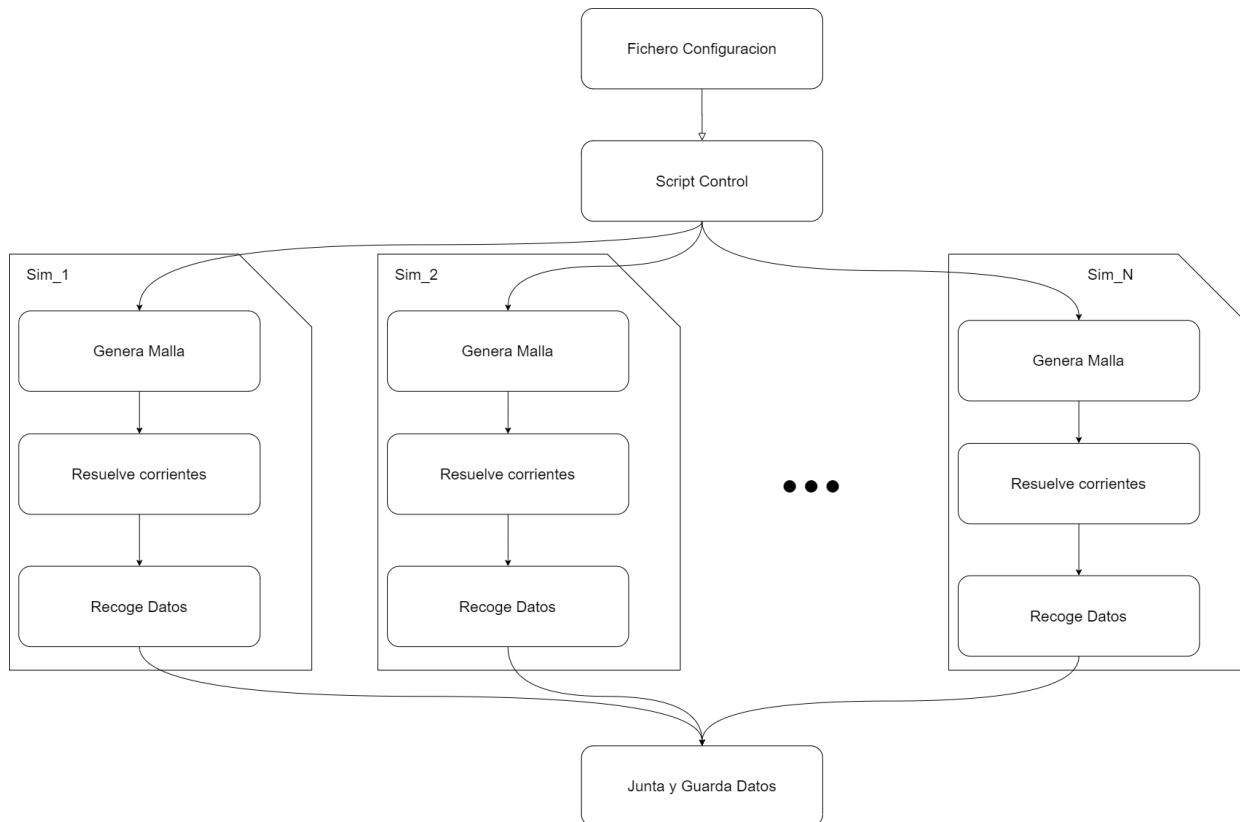 Fichero Configuracion
Script Control
Sim_1
Genera Malla
Resuelve corrientes
Recoge Datos
Sim_2
Genera Malla
Resuelve corrientes
Recoge Datos
Sim_N
Genera Malla
Resuelve corrientes
Recoge Datos
Junta y Guarda Datos